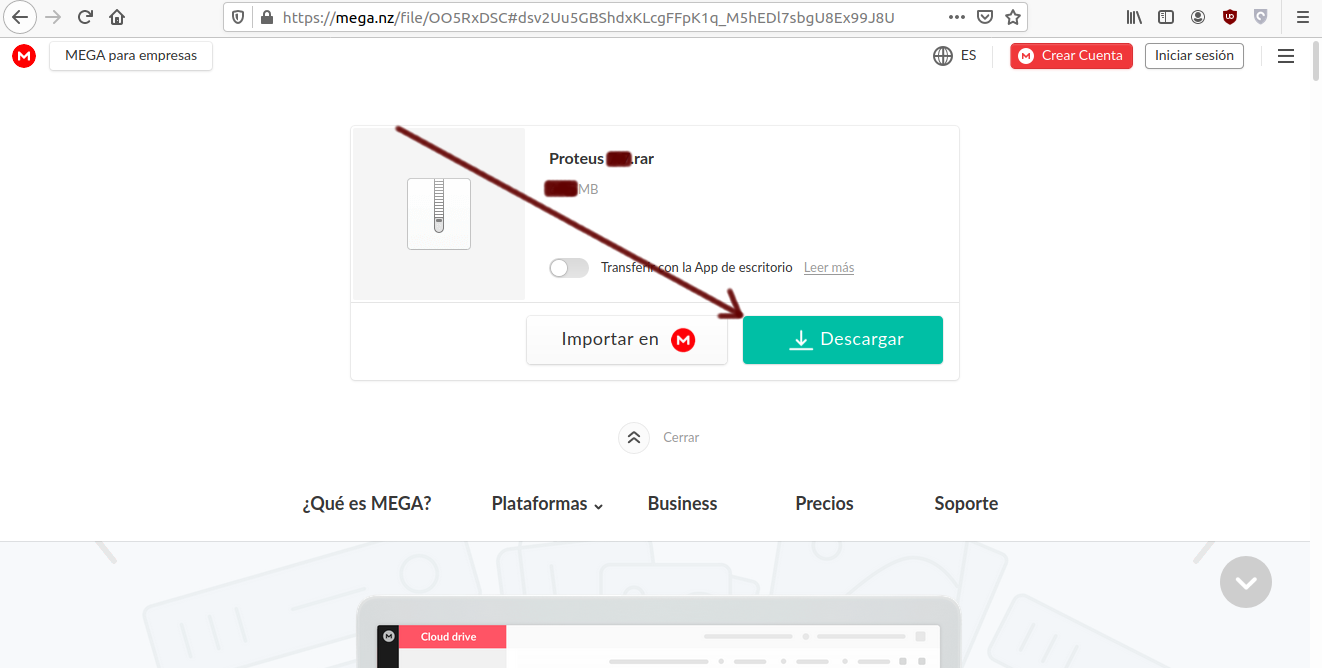 https://mega.nz/file/OO5RxDSC#dsv2Uu5GBShdxKLcgFFpK1q_M5hEDl7sbgU8Ex99J8U
MEGA para empresas
ES
Crear Cuenta
Iniciar sesión
Proteus .rar
MB
Transferir con la App de escritorio Leer más
Importar en
Descargar
Cerrar
¿Qué es MEGA? Plataformas Business Precios Soporte
Cloud drive